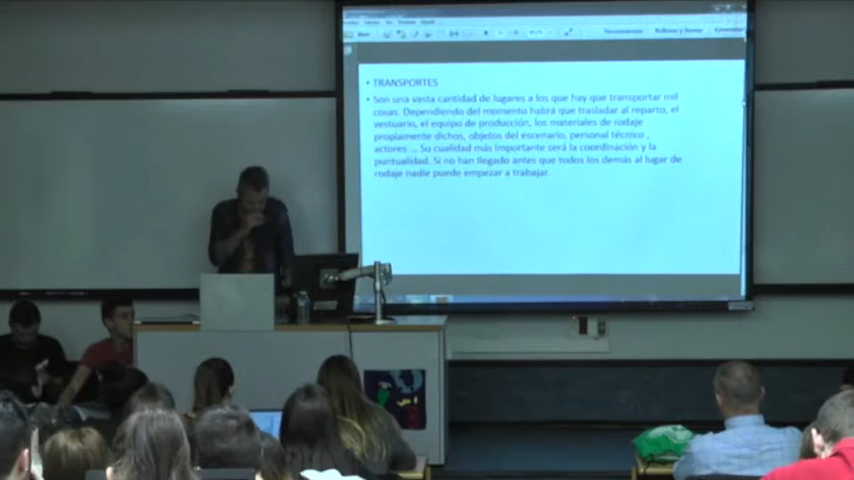 • TRANSPORTES
• Son una vasta cantidad de lugares a los que hay que transportar mil
cosas. Dependiendo del momento habrá que trasladar al reparto, el
vestuario, el equipo de producción, los materiales de rodaje
propiamente dichos, objetos del escenario, personal técnico ,
actores ... Su cualidad más importante será la coordinación y la
puntualidad. Si no han llegado antes que todos los demás al lugar de
rodaje nadie puede empezar a trabajar.